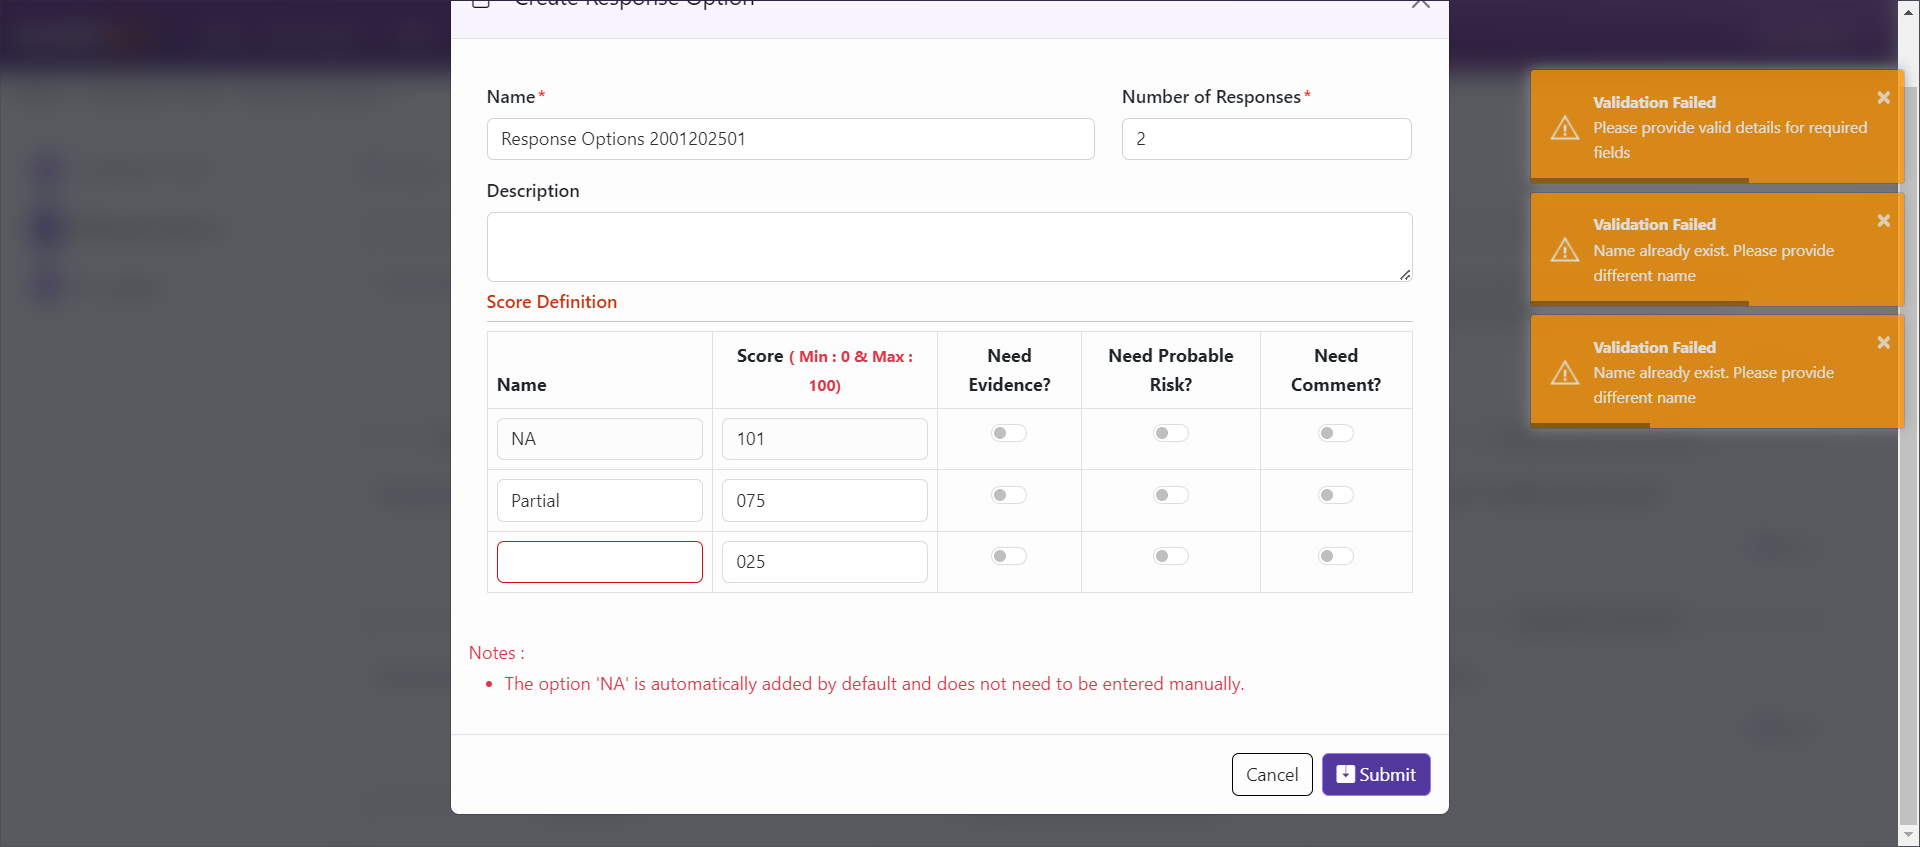 Create Response Option
Name*
Number of Responses*
Response Options 2001202501
2
Description
Score Definition
Name
Score ( Min : 0 & Max :
100)
Need
Evidence?
Need Probable
Risk?
Need
Comment?
NA
101
Partial
075
025
Notes :
The option 'NA' is automatically added by default and does not need to be entered manually.
Cancel
Submit
Validation Failed
Please provide valid details for required
fields
Validation Failed
Name already exist. Please provide
different name
Validation Failed
Name already exist. Please provide
different name